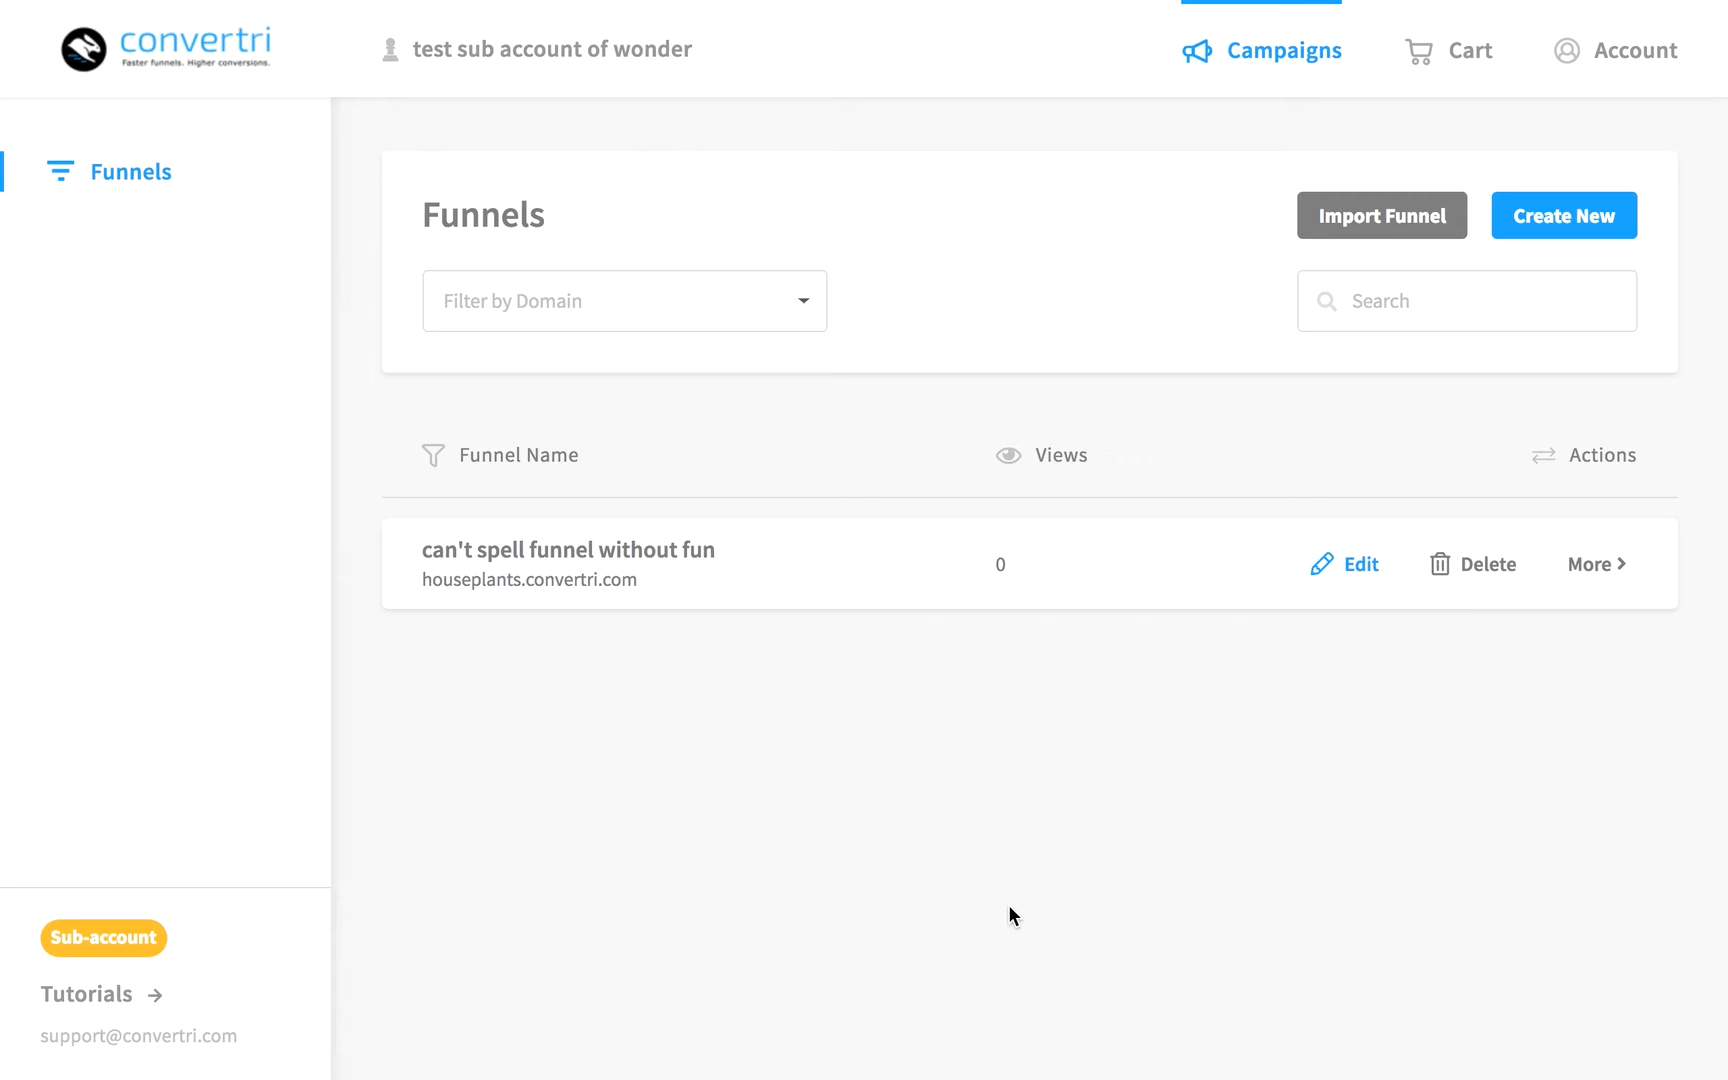 convertri
Faster funnels. Higher conversions.
test sub account of wonder
Campaigns
Cart
Account
Funnels
Funnels
Import Funnel
Create New
Filter by Domain
Search
Funnel Name
Views
Actions
can't spell funnel without fun
houseplants.convertri.com
0
Edit
Delete
More
Sub-account
Tutorials
support@convertri.com